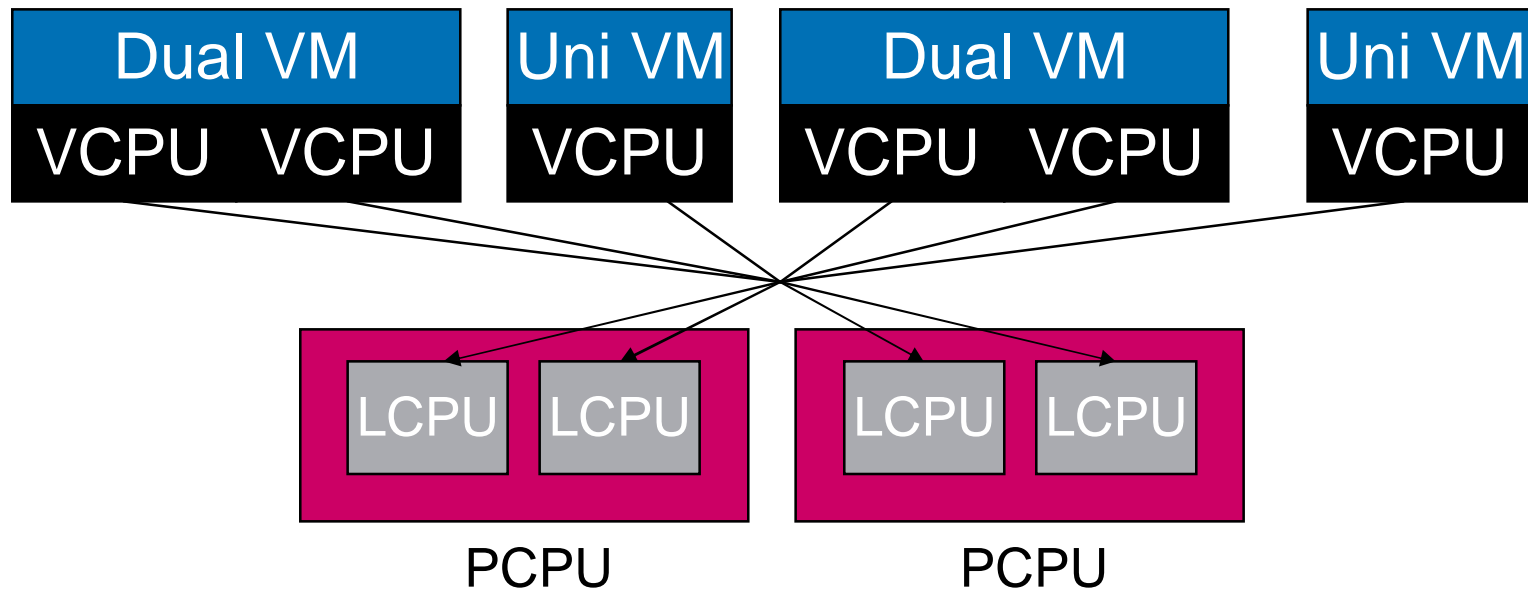 Dual VM Uni VM Dual VM Uni VM
VCPU VCPU VCPU VCPU VCPU VCPU
LCPU LCPU LCPU LCPU
PCPU PCPU